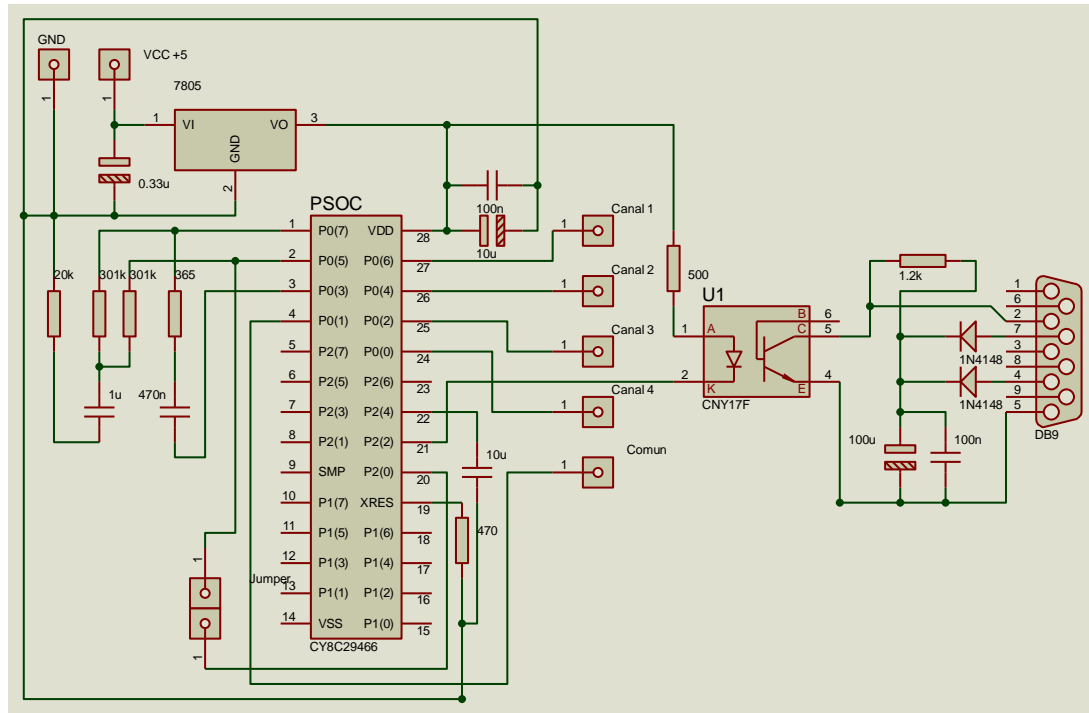 GND
VCC +5
1
1
7805
1 VI VO 3
GND
2
0.33u
PSOC
100n
10u
1 P0(7) VDD 28
2 P0(5) P0(6) 27
3 P0(3) P0(4) 26
4 P0(1) P0(2) 25
5 P2(7) P0(0) 24
6 P2(5) P2(6) 23
7 P2(3) P2(4) 22
8 P2(1) P2(2) 21
9 SMP P2(0) 20
10 P1(7) XRES 19
11 P1(5) P1(6) 18
12 P1(3) P1(4) 17
13 P1(1) P1(2) 16
14 VSS P1(0) 15
CY8C29466
20k
301k
301k
365
1u
470n
1
Jumper
1
10u
470
1 Canal 1
1 Canal 2
1 Canal 3
1 Canal 4
1 Comun
500
U1
1 A
2 K
B 6
C 5
E 4
CNY17F
1.2k
1N4148
1N4148
100u
100n
1
6
2
7
3
8
4
9
5
DB9